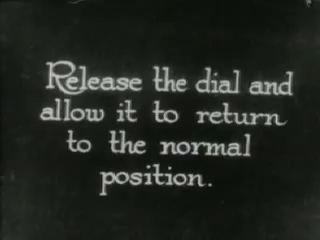 Release the dial and
allow it to return
to the normal
position.